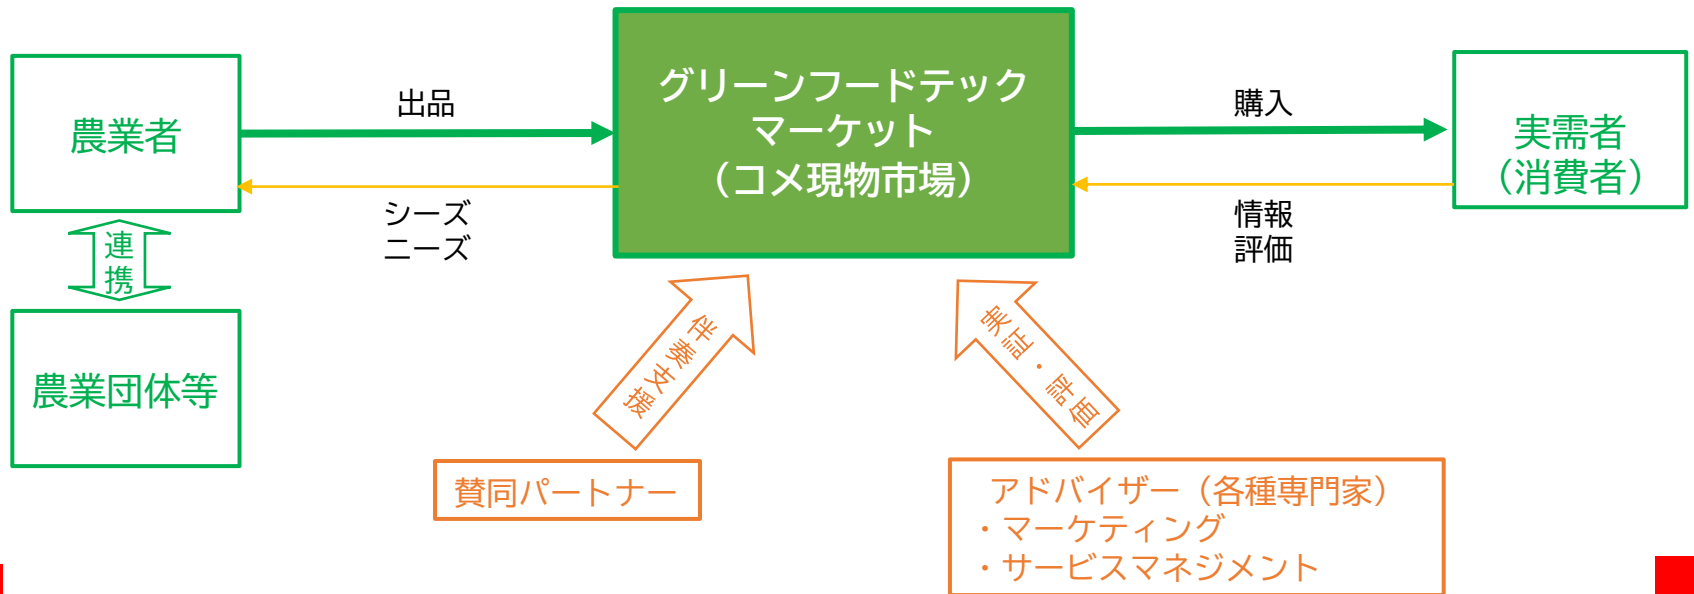 農業者
出品
シーズ
ニーズ
グリーンフードテック
マーケット
（コメ現物市場）
購入
情報
評価
実需者
（消費者）
連
携
農業団体等
伴奏支援
実証・評価
賛同パートナー
アドバイザー（各種専門家）
・マーケティング
・サービスマネジメント